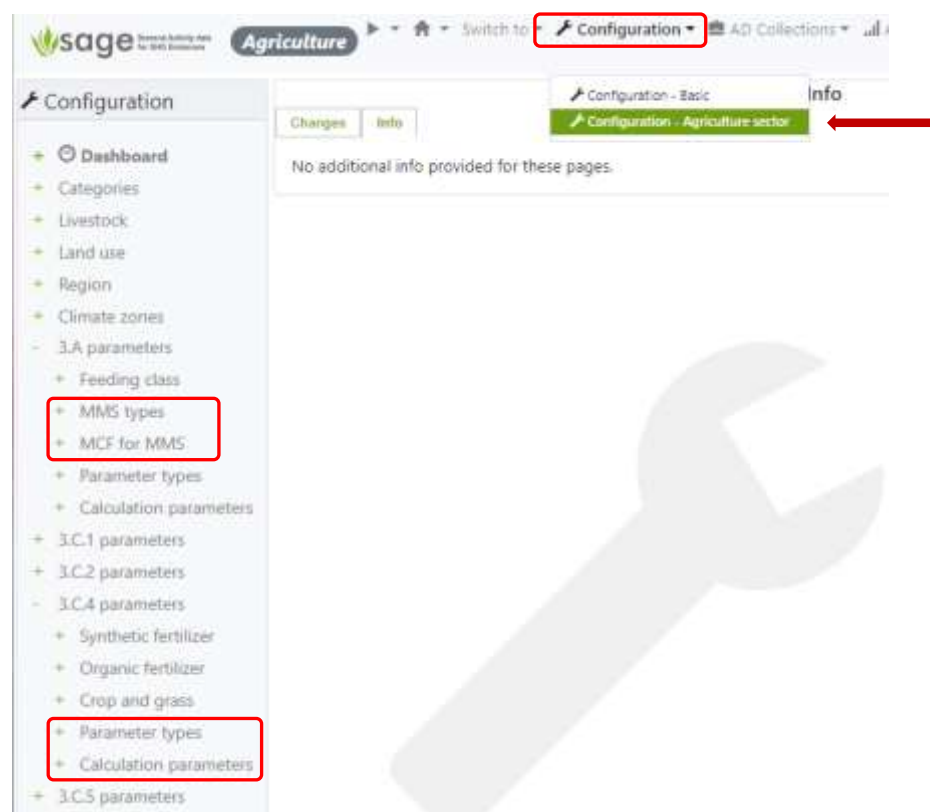 sage
Agriculture
Switch to
Configuration
AD Collections
Configuration
Configuration - Basic
Info
Changes
Info
Configuration - Agriculture sector
Dashboard
No additional info provided for these pages.
Categories
Livestock
Land use
Region
Climate zones
3.A parameters
Feeding class
MMS types
MCF for MMS
Parameter types
Calculation parameters
3.C.1 parameters
3.C.2 parameters
3.C.4 parameters
Synthetic fertilizer
Organic fertilizer
Crop and grass
Parameter types
Calculation parameters
3.C.5 parameters